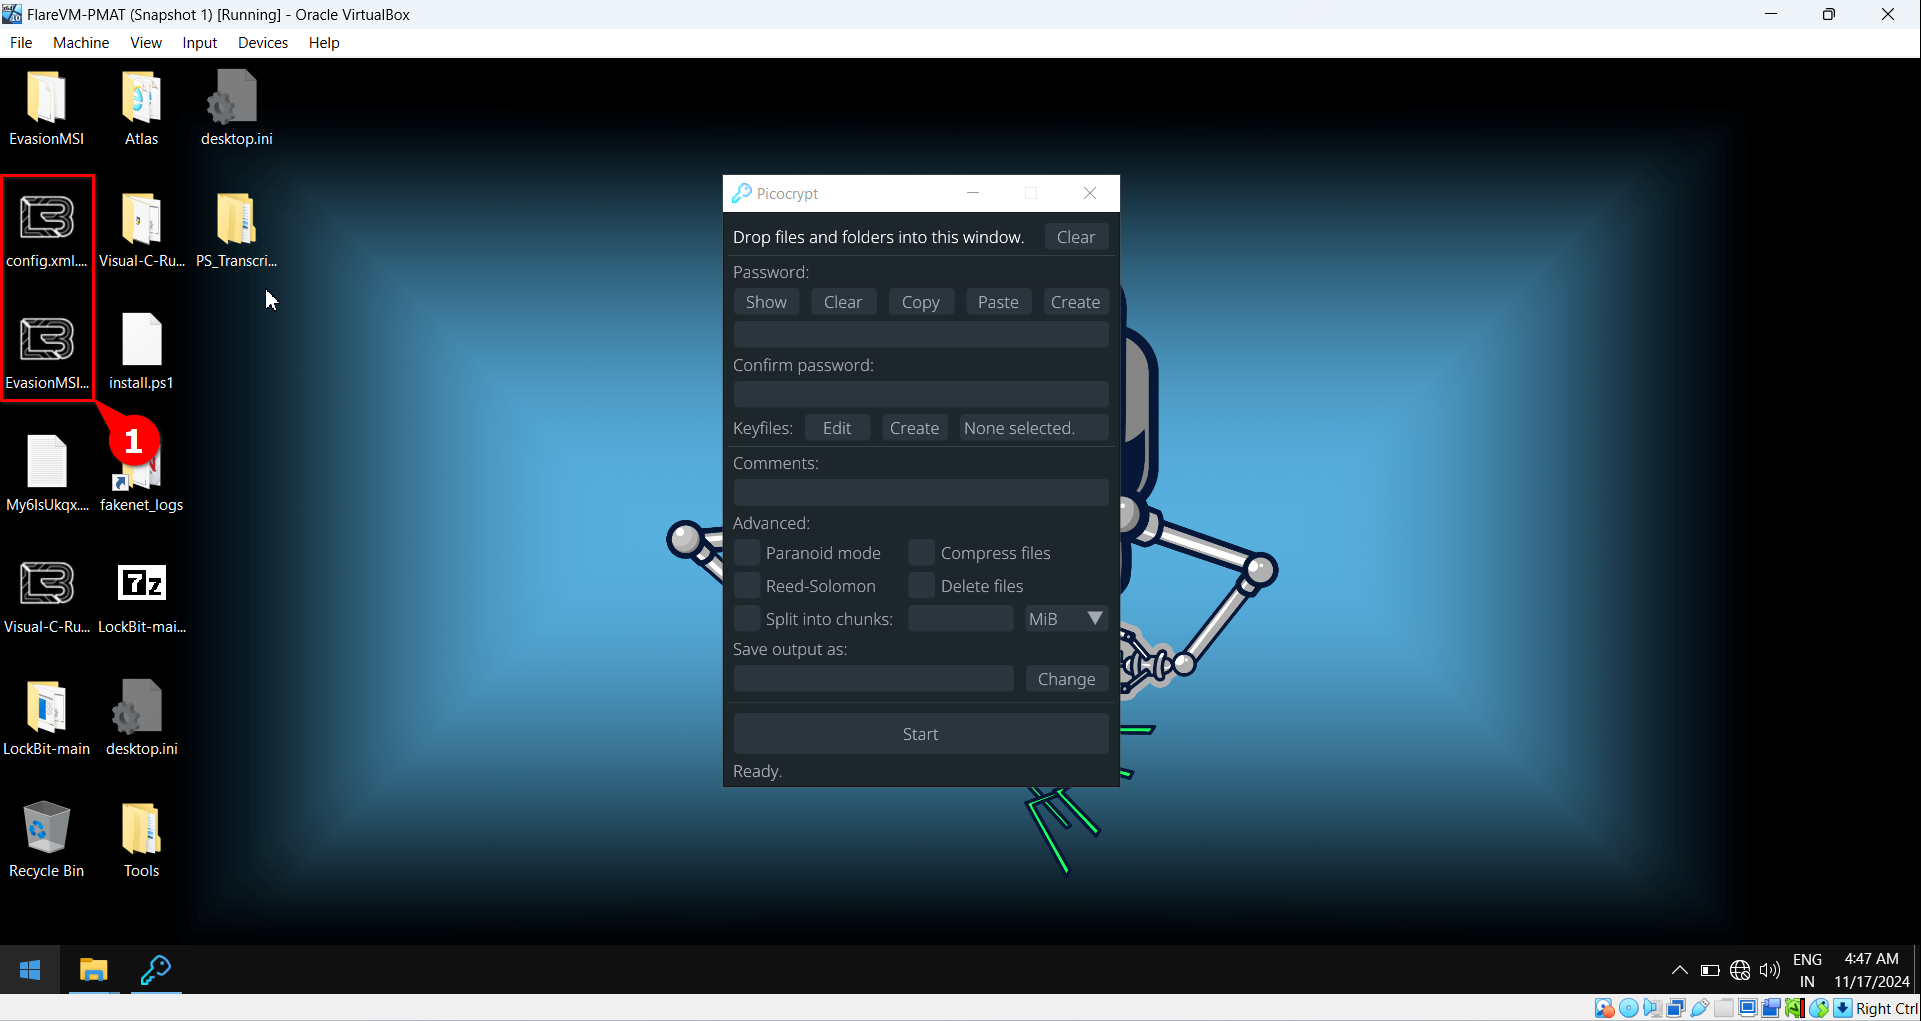 FlareVM-PMAT (Snapshot 1) [Running] - Oracle VirtualBox
File Machine View Input Devices Help
EvasionMSI
Atlas
desktop.ini
config.xml....
Visual-C-Ru...
PS_Transcri...
EvasionMSI...
install.ps1
1
My6IsUkqx....
fakenet_logs
Visual-C-Ru...
7z
LockBit-mai...
LockBit-main
desktop.ini
Recycle Bin
Tools
Picocrypt
Drop files and folders into this window. Clear
Password:
Show Clear Copy Paste Create
Confirm password:
Keyfiles: Edit Create None selected.
Comments:
Advanced:
Paranoid mode Compress files
Reed-Solomon Delete files
Split into chunks: MiB
Save output as:
Change
Start
Ready.
ENG 4:47 AM
IN 11/17/2024
Right Ctrl